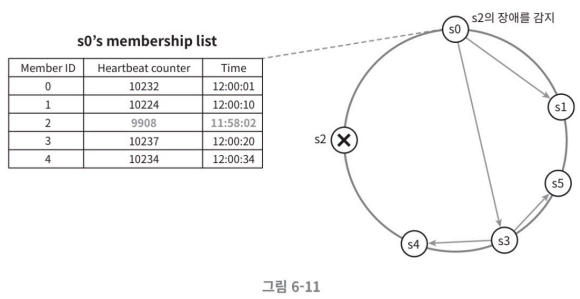 s2의 장애를 감지
s0's membership list
Member ID Heartbeat counter Time
0 10232 12:00:01
1 10224 12:00:10
2 9908 11:58:02
3 10237 12:00:20
4 10234 12:00:34
s0
s1
s2
s5
s3
s4
그림 6-11